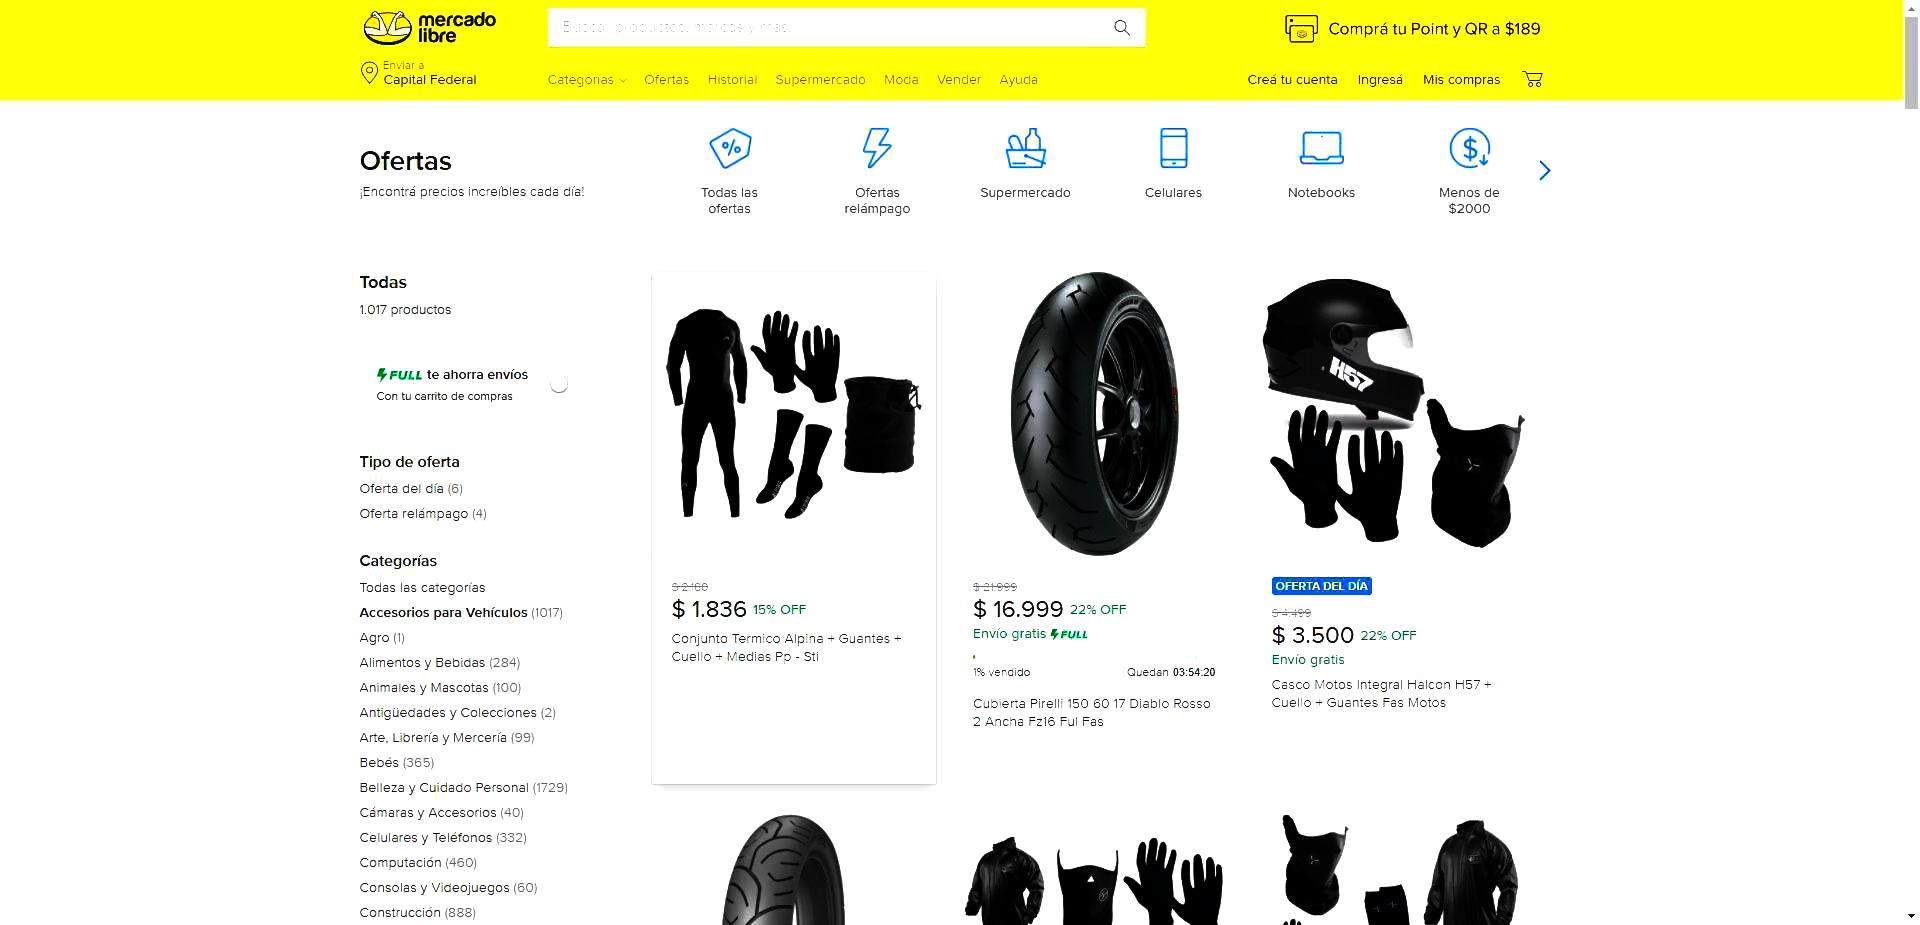 mercado
libre
Buscar productos, marcas y más...
Comprá tu Point y QR a $189
Enviar a
Capital Federal
Categorías
Ofertas
Historial
Supermercado
Moda
Vender
Ayuda
Creá tu cuenta
Ingresá
Mis compras
Ofertas
¡Encontrá precios increíbles cada día!
%
Todas las
ofertas
Ofertas
relámpago
Supermercado
Celulares
Notebooks
$
Menos de
$2000
Todas
1.017 productos
FULL te ahorra envíos
Con tu carrito de compras
Tipo de oferta
Oferta del día (6)
Oferta relámpago (4)
Categorías
Todas las categorías
Accesorios para Vehículos (1017)
Agro (1)
Alimentos y Bebidas (284)
Animales y Mascotas (100)
Antigüedades y Colecciones (2)
Arte, Librería y Mercería (99)
Bebés (365)
Belleza y Cuidado Personal (1729)
Cámaras y Accesorios (40)
Celulares y Teléfonos (332)
Computación (460)
Consolas y Videojuegos (60)
Construcción (888)
$ 2.160
$ 1.836 15% OFF
Conjunto Termico Alpina + Guantes +
Cuello + Medias Pp - Sti
$ 21.999
$ 16.999 22% OFF
Envío gratis FULL
1% vendido
Quedan 03:54:20
Cubierta Pirelli 150 60 17 Diablo Rosso
2 Ancha Fz16 Ful Fas
H57
OFERTA DEL DÍA
$ 4.499
$ 3.500 22% OFF
Envío gratis
Casco Motos Integral Halcon H57 +
Cuello + Guantes Fas Motos